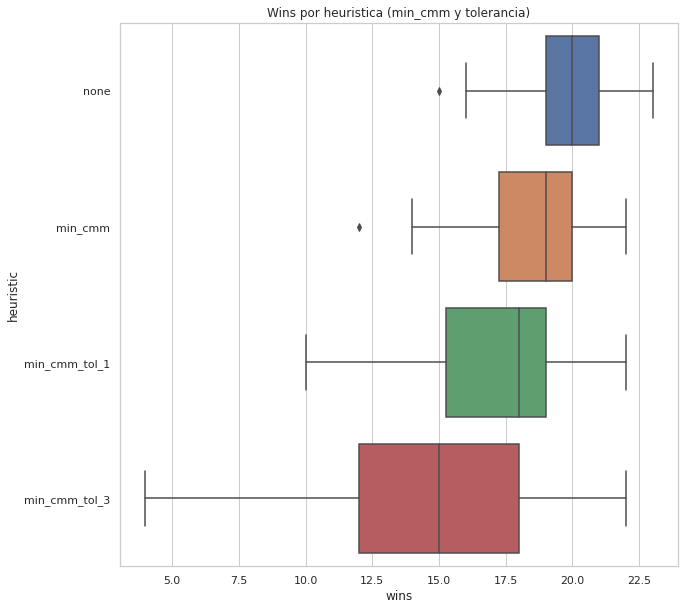 Wins por heuristica (min_cmm y tolerancia)
none
min_cmm
min_cmm_tol_1
min_cmm_tol_3
heuristic
5.0 7.5 10.0 12.5 15.0 17.5 20.0 22.5
wins